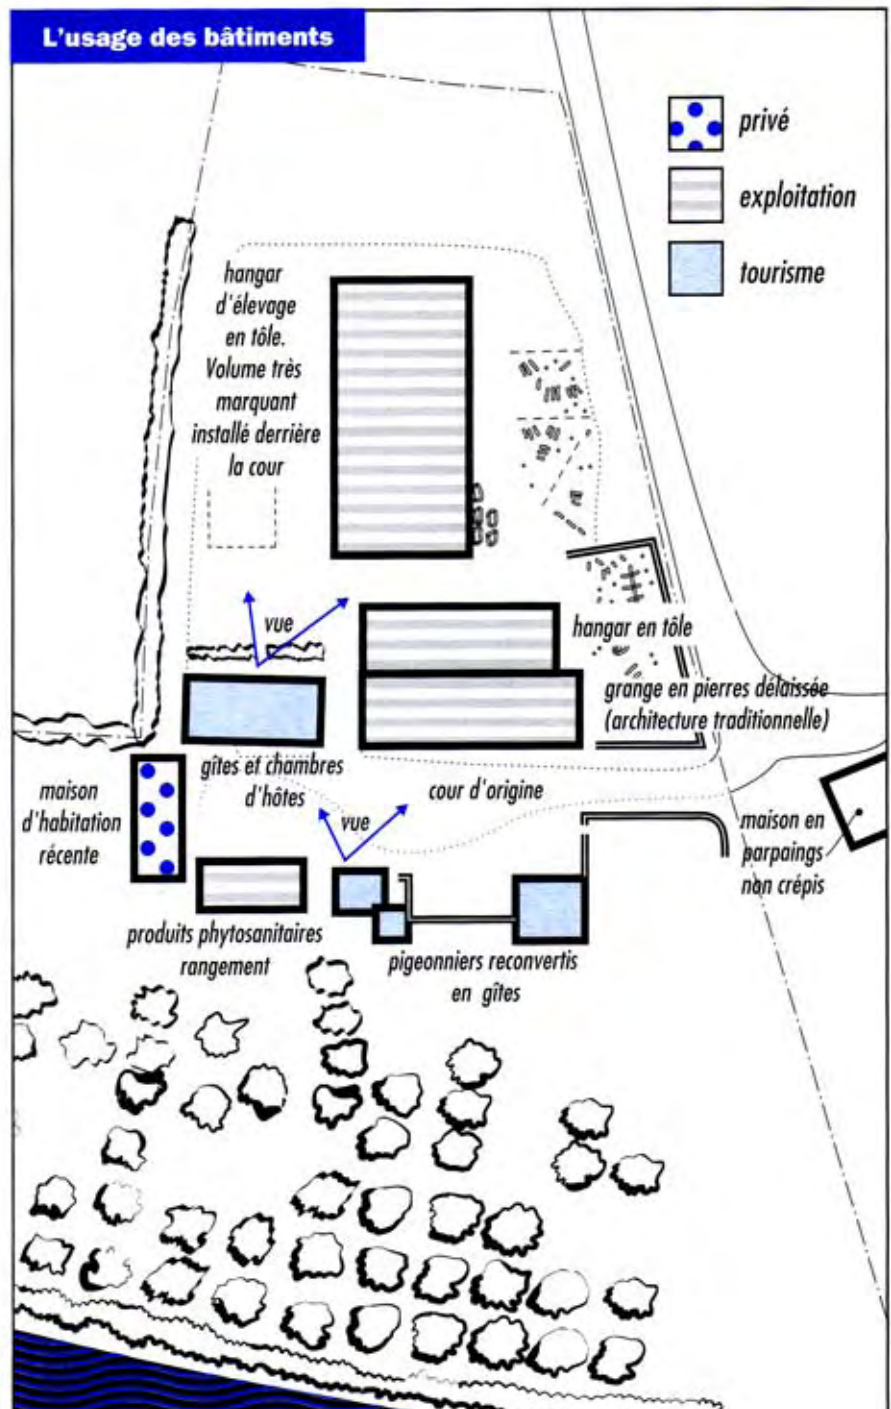 L'usage des bâtiments
privé
exploitation
tourisme
hangar
d'élevage
en tôle.
Volume très
marquant
installé derrière
la cour
vue
hangar en tôle
grange en pierres délaissée
(architecture traditionnelle)
gîtes et chambres
d'hôtes
cour d'origine
maison
d'habitation
récente
vue
maison en
parpaings
non crépis
produits phytosanitaires
rangement
pigeonniers reconvertis
en gîtes